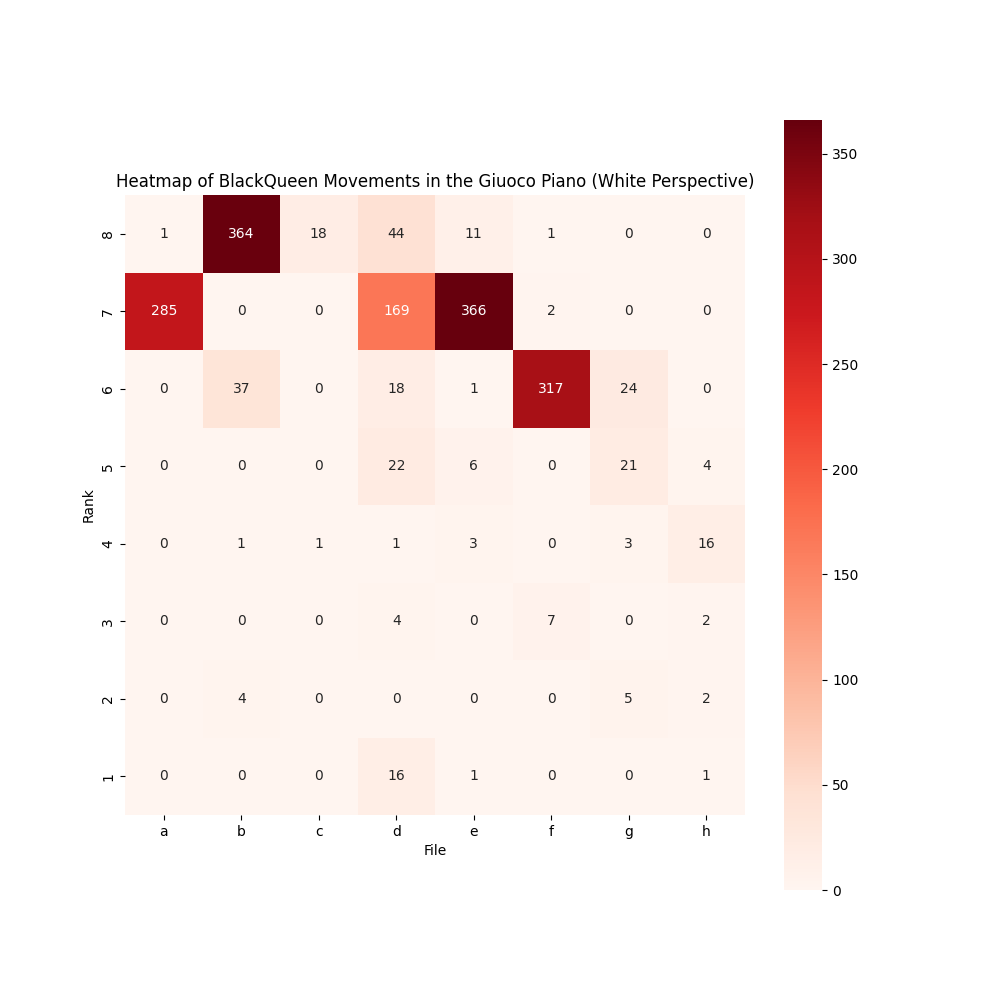 Heatmap of BlackQueen Movements in the Giuoco Piano (White Perspective)
8 1 364 18 44 11 1 0 0
7 285 0 0 169 366 2 0 0
6 0 37 0 18 1 317 24 0
5 0 0 0 22 6 0 21 4
4 0 1 1 1 3 0 3 16
3 0 0 0 4 0 7 0 2
2 0 4 0 0 0 0 5 2
1 0 0 0 16 1 0 0 1
a b c d e f g h
Rank
File
350
300
250
200
150
100
50
0